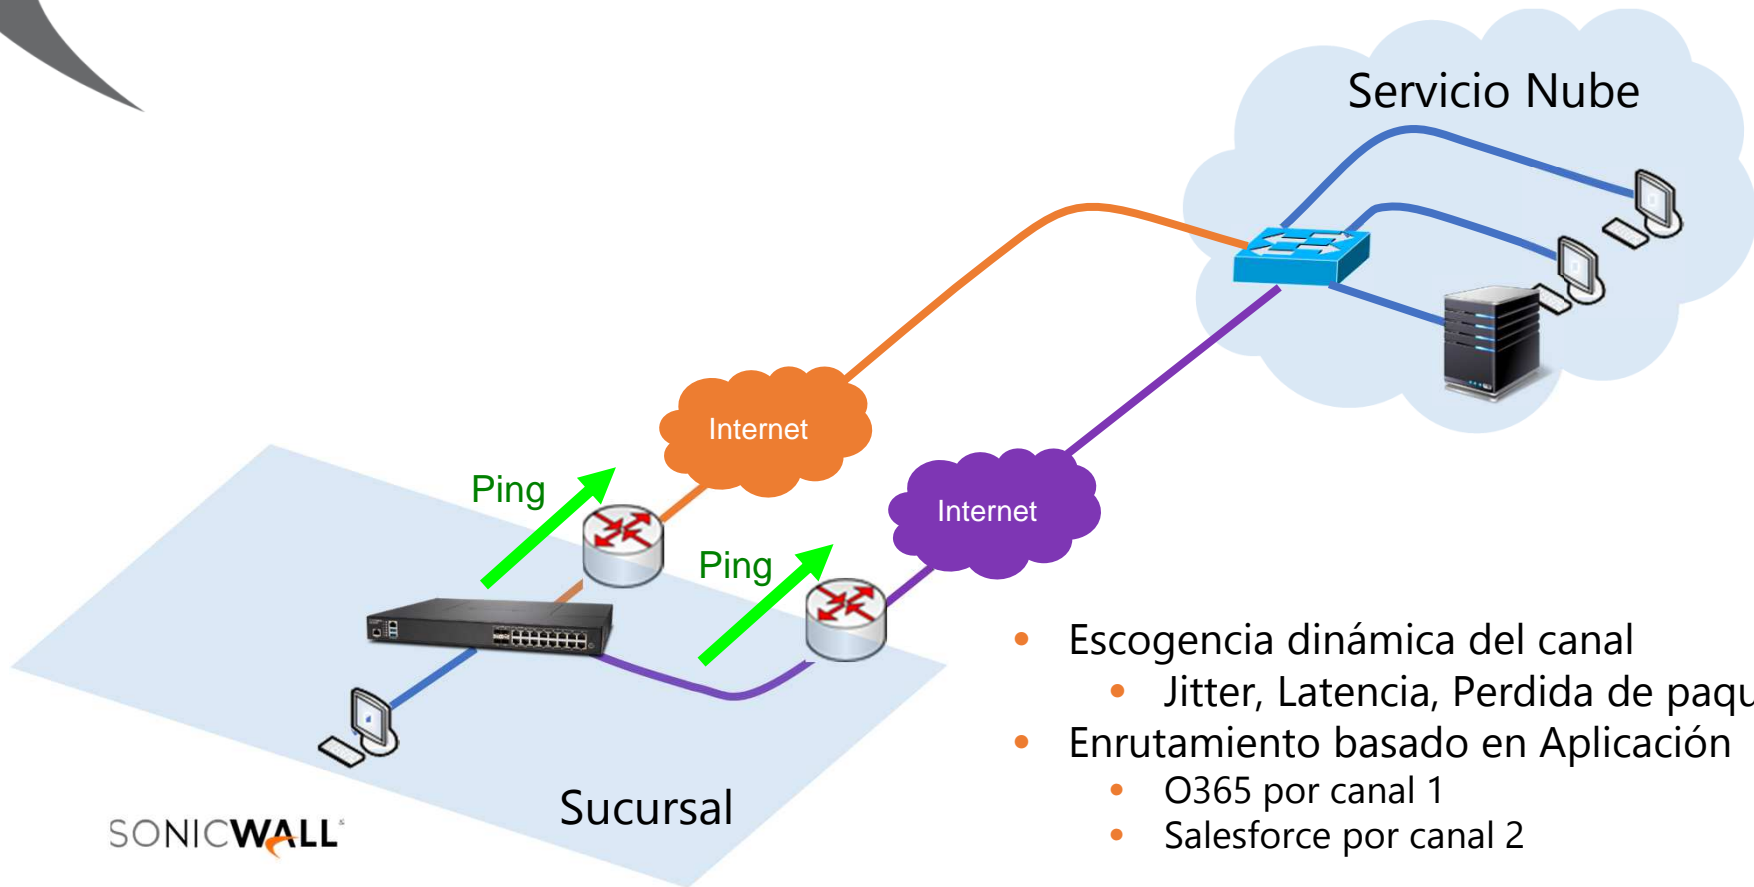 Servicio Nube
Internet
Ping
Internet
Ping
Escogencia dinámica del canal
Jitter, Latencia, Perdida de paqu
Enrutamiento basado en Aplicación
O365 por canal 1
Salesforce por canal 2
Sucursal
SONICWALL